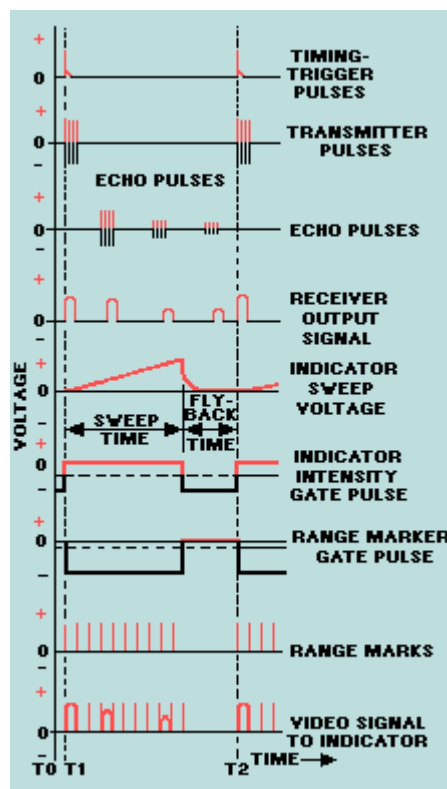 +
0
TIMING-
TRIGGER
PULSES
+
0
-
TRANSMITTER
PULSES
ECHO PULSES
+
0
-
ECHO PULSES
+
0
-
RECEIVER
OUTPUT
SIGNAL
+
0
-
INDICATOR
SWEEP
VOLTAGE
VOLTAGE
SWEEP
TIME
FLY-
BACK
TIME
+
0
-
INDICATOR
INTENSITY
GATE PULSE
+
0
-
RANGE MARKER
GATE PULSE
+
0
-
RANGE MARKS
+
0
-
VIDEO SIGNAL
TO INDICATOR
T0 T1 T2 TIME